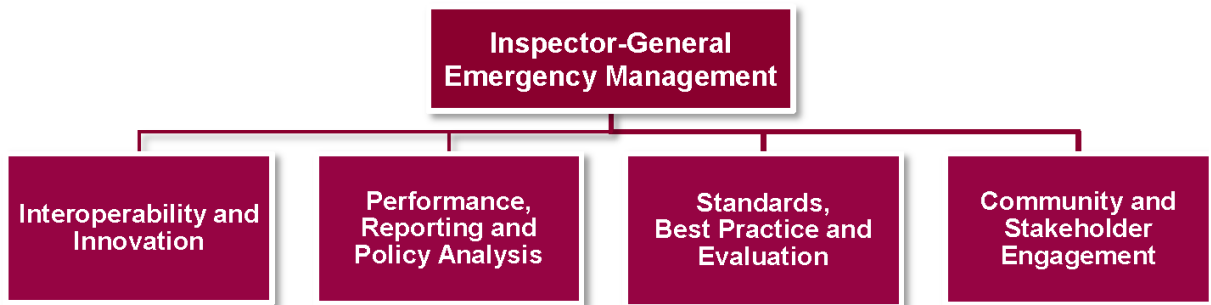 Inspector-General
Emergency Management
Interoperability and
Innovation
Performance,
Reporting and
Policy Analysis
Standards,
Best Practice and
Evaluation
Community and
Stakeholder
Engagement